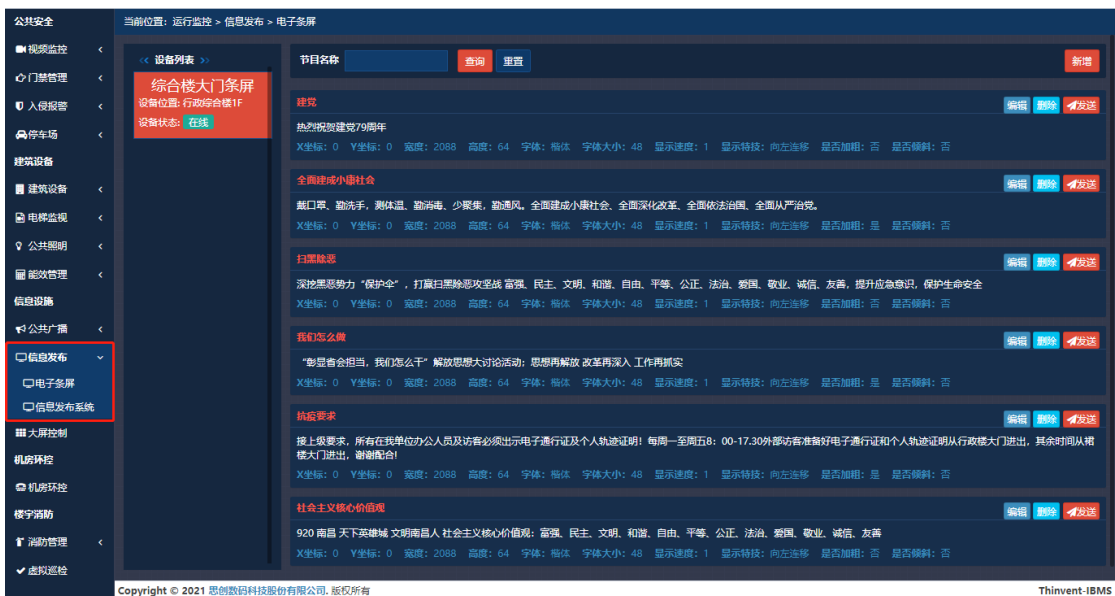 公共安全
视频监控
门禁管理
入侵报警
停车场
建筑设备
建筑设备
电梯监视
公共照明
能效管理
信息设施
公共广播
信息发布
电子条屏
信息发布系统
大屏控制
机房环控
机房环控
楼宇消防
消防管理
虚拟巡检
当前位置：运行监控 > 信息发布 > 电子条屏
设备列表
综合楼大门条屏
设备位置: 行政综合楼1F
设备状态: 在线
节目名称 查询 重置 新增
建党 编辑 删除 发送
热烈祝贺建党79周年
X坐标：0 Y坐标：0 宽度：2088 高度：64 字体：楷体 字体大小：48 显示速度：1 显示特技：向左连移 是否加粗：否 是否倾斜：否
全面建成小康社会 编辑 删除 发送
戴口罩、勤洗手，测体温、勤消毒、少聚集，勤通风。全面建成小康社会、全面深化改革、全面依法治国、全面从严治党。
X坐标：0 Y坐标：0 宽度：2088 高度：64 字体：楷体 字体大小：48 显示速度：1 显示特技：向左连移 是否加粗：是 是否倾斜：否
扫黑除恶 编辑 删除 发送
深挖黑恶势力“保护伞”，打赢扫黑除恶攻坚战 富强、民主、文明、和谐、自由、平等、公正、法治、爱国、敬业、诚信、友善，提升应急意识，保护生命安全
X坐标：0 Y坐标：0 宽度：2088 高度：64 字体：楷体 字体大小：48 显示速度：1 显示特技：向左连移 是否加粗：否 是否倾斜：否
我们怎么做 编辑 删除 发送
“彰显省会担当，我们怎么干”解放思想大讨论活动；思想再解放 改革再深入 工作再抓实
X坐标：0 Y坐标：0 宽度：2088 高度：64 字体：楷体 字体大小：48 显示速度：1 显示特技：向左连移 是否加粗：是 是否倾斜：否
抗疫要求 编辑 删除 发送
接上级要求，所有在我单位办公人员及访客必须出示电子通行证及个人轨迹证明！每周一至周五8：00-17.30外部访客准备好电子通行证和个人轨迹证明从行政楼大门进出，其余时间从裙
楼大门进出，谢谢配合!
X坐标：0 Y坐标：0 宽度：2088 高度：64 字体：楷体 字体大小：48 显示速度：1 显示特技：向左连移 是否加粗：是 是否倾斜：否
社会主义核心价值观 编辑 删除 发送
920 南昌 天下英雄城 文明南昌人 社会主义核心价值观：富强、民主、文明、和谐、自由、平等、公正、法治、爱国、敬业、诚信、友善
X坐标：0 Y坐标：0 宽度：2088 高度：64 字体：楷体 字体大小：48 显示速度：1 显示特技：向左连移 是否加粗：否 是否倾斜：否
Copyright © 2021 思创数码科技股份有限公司. 版权所有 Thinvent-IBMS